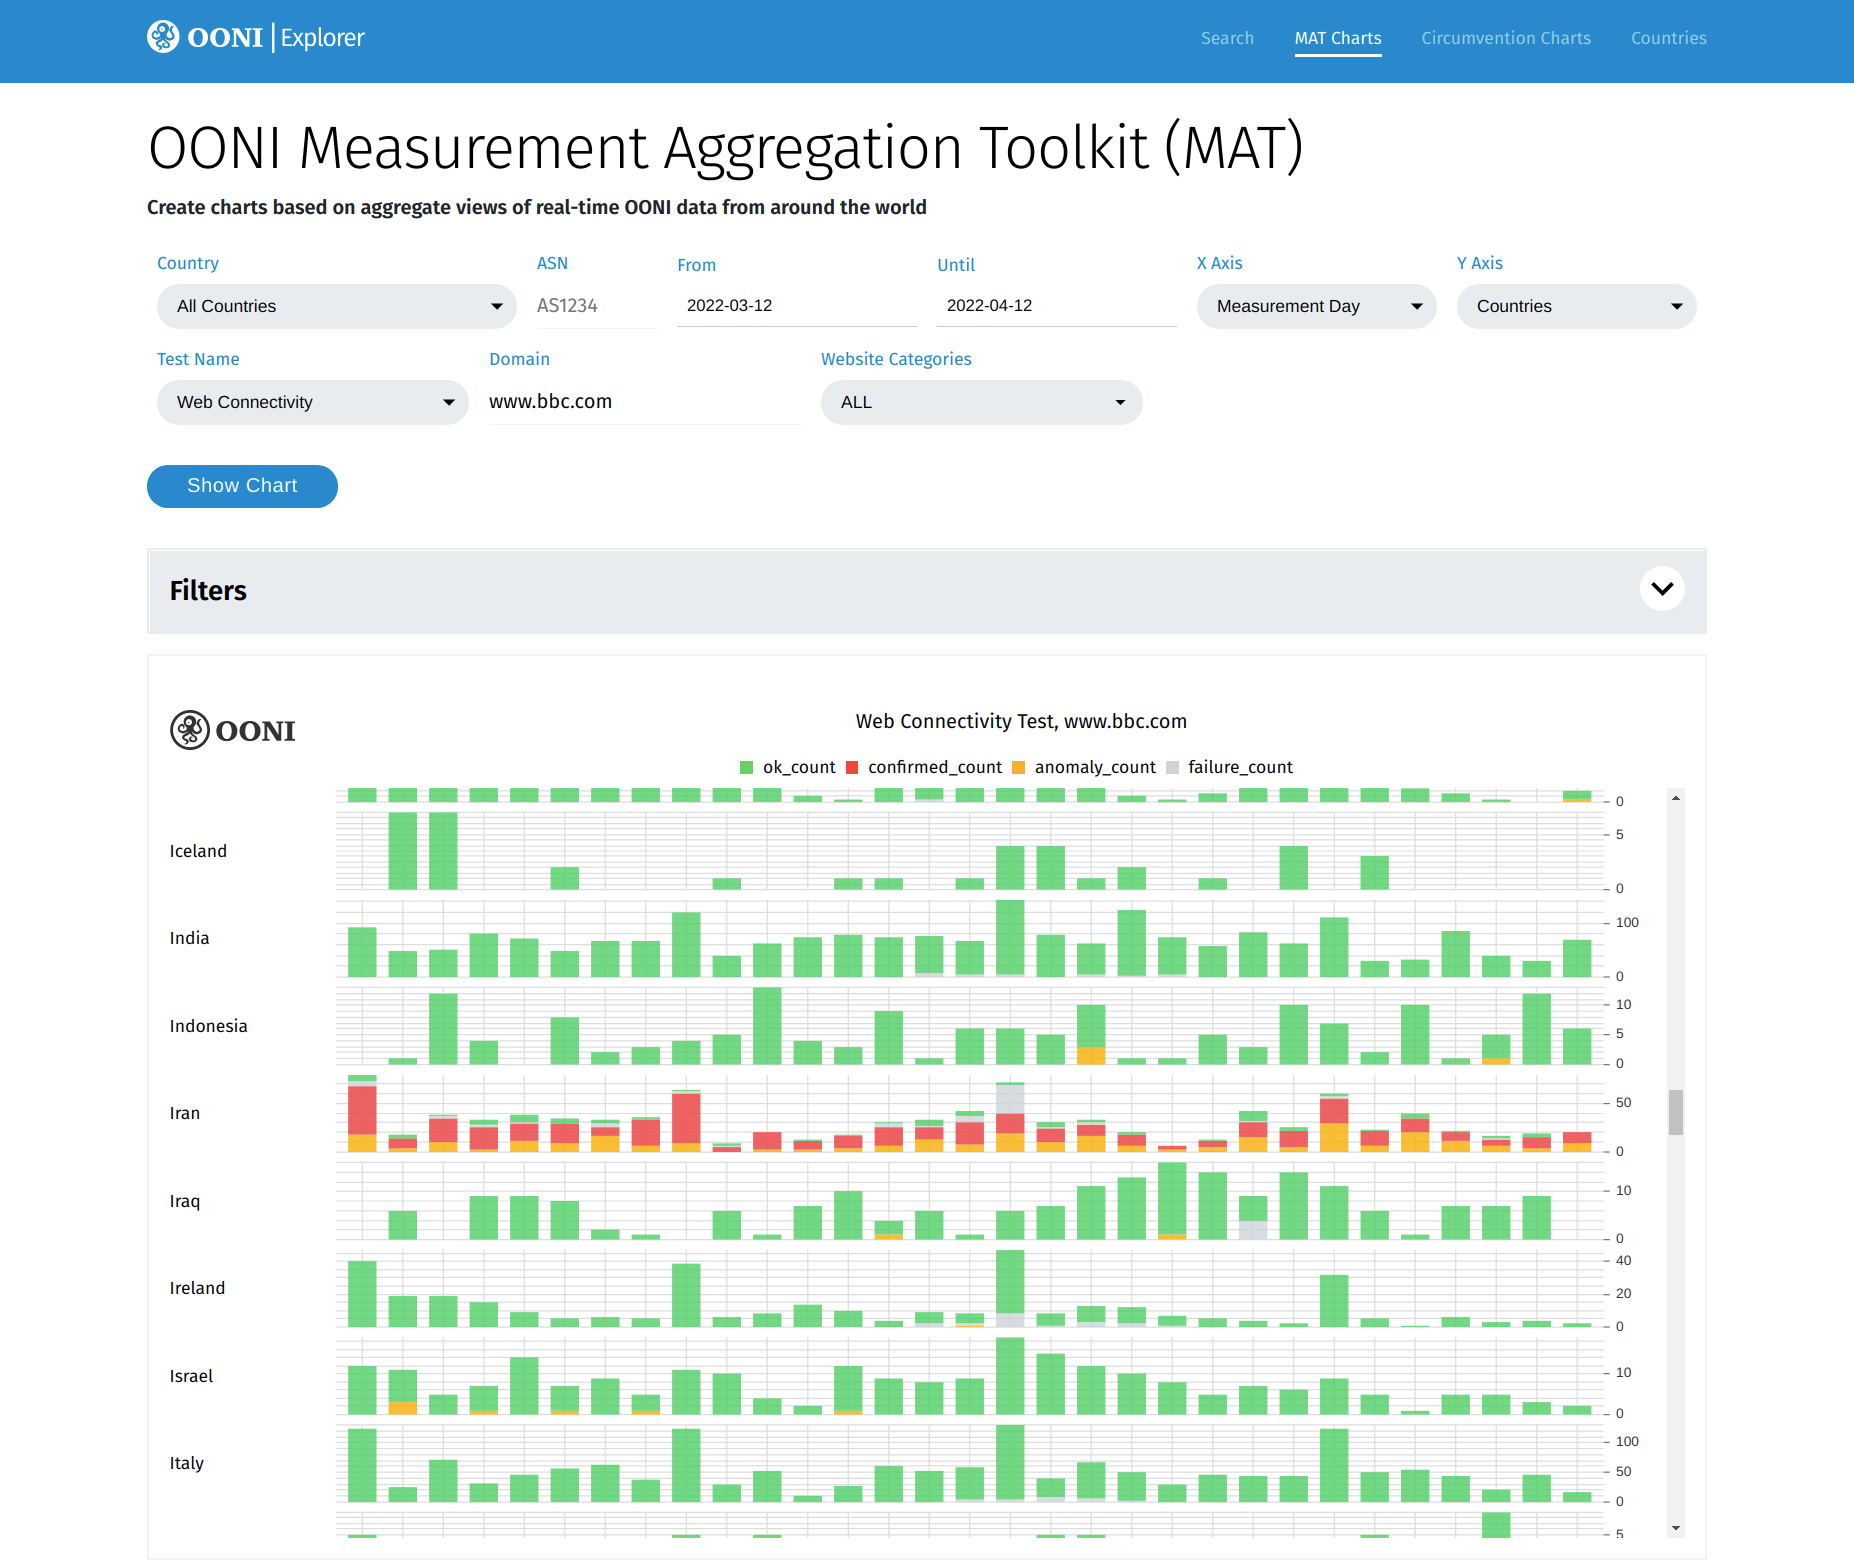 OONI | Explorer
Search MAT Charts Circumvention Charts Countries
OONI Measurement Aggregation Toolkit (MAT)
Create charts based on aggregate views of real-time OONI data from around the world
Country ASN From Until X Axis Y Axis
All Countries AS1234 2022-03-12 2022-04-12 Measurement Day Countries
Test Name Domain Website Categories
Web Connectivity www.bbc.com ALL
Show Chart
Filters
OONI
Web Connectivity Test, www.bbc.com
ok_count confirmed_count anomaly_count failure_count
0
5
Iceland
0
100
India
0
10
Indonesia
5
0
50
Iran
0
10
Iraq
0
40
Ireland
20
0
10
Israel
0
100
Italy
50
0
5